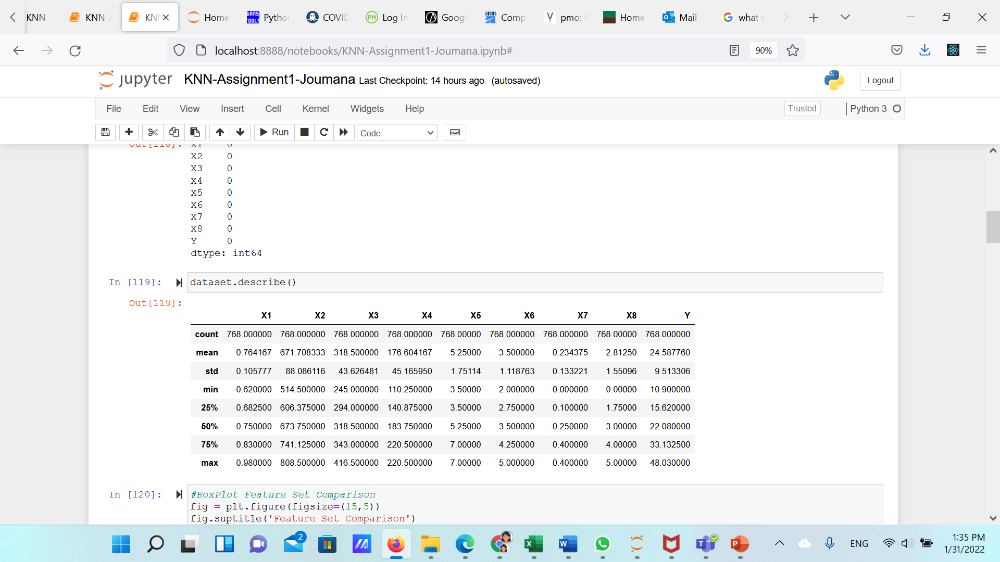 KNN -
KNN-
KN
Home
Pytho
COVID
Log In
Googl
Comp
pmo: f
Home
Mail -
what
localhost:8888/notebooks/KNN-Assignment1-Joumana.ipynb#
90%
jupyter KNN-Assignment1-Joumana Last Checkpoint: 14 hours ago (autosaved)
Logout
File Edit View Insert Cell Kernel Widgets Help
Trusted
Python 3
Run
Code
Out[118]: X1 0
X2 0
X3 0
X4 0
X5 0
X6 0
X7 0
X8 0
Y 0
dtype: int64
In [119]: dataset.describe()
Out[119]:
X1 X2 X3 X4 X5 X6 X7 X8 Y
count 768.000000 768.000000 768.000000 768.000000 768.00000 768.000000 768.000000 768.00000 768.000000
mean 0.764167 671.708333 318.500000 176.604167 5.25000 3.500000 0.234375 2.81250 24.587760
std 0.105777 88.086116 43.626481 45.165950 1.75114 1.118763 0.133221 1.55096 9.513306
min 0.620000 514.500000 245.000000 110.250000 3.50000 2.000000 0.000000 0.00000 10.900000
25% 0.682500 606.375000 294.000000 140.875000 3.50000 2.750000 0.100000 1.75000 15.620000
50% 0.750000 673.750000 318.500000 183.750000 5.25000 3.500000 0.250000 3.00000 22.080000
75% 0.830000 741.125000 343.000000 220.500000 7.00000 4.250000 0.400000 4.00000 33.132500
max 0.980000 808.500000 416.500000 220.500000 7.00000 5.000000 0.400000 5.00000 48.030000
In [120]: #BoxPlot Feature Set Comparison
fig = plt.figure(figsize=(15,5))
fig.suptitle('Feature Set Comparison')
2
ENG
1:35 PM
1/31/2022